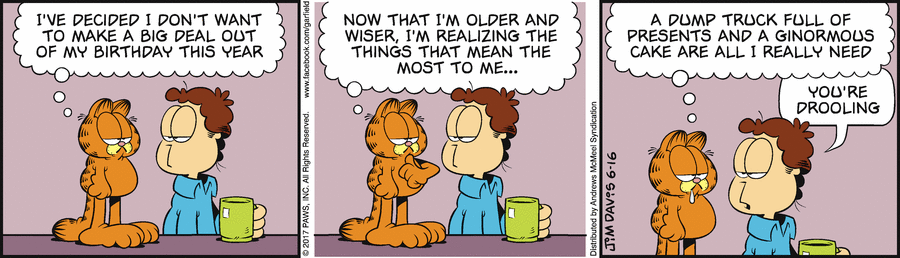 I'VE DECIDED I DON'T WANT
TO MAKE A BIG DEAL OUT
OF MY BIRTHDAY THIS YEAR
© 2017 PAWS, INC. All Rights Reserved. www.facebook.com/garfield
NOW THAT I'M OLDER AND
WISER, I'M REALIZING THE
THINGS THAT MEAN THE
MOST TO ME...
Distributed by Andrews McMeel Syndication
JIM DAVIS 6-16
A DUMP TRUCK FULL OF
PRESENTS AND A GINORMOUS
CAKE ARE ALL I REALLY NEED
YOU'RE
DROOLING